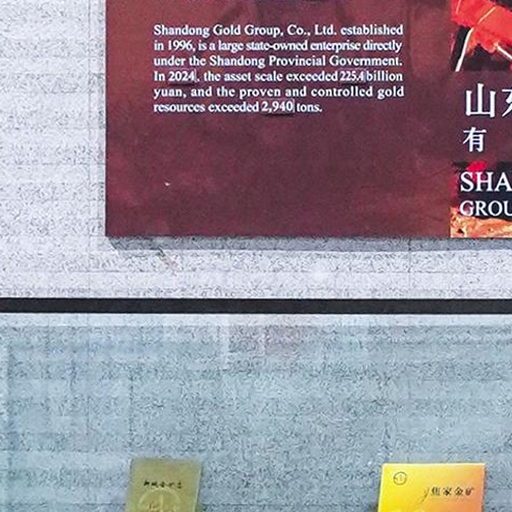 Shandong Gold Group, Co., Ltd. established
in 1996, is a large state-owned enterprise directly
under the Shandong Provincial Government.
In 2024, the asset scale exceeded 225.4 billion
yuan, and the proven and controlled gold
resources exceeded 2,940 tons.
山东
有
SHA
GROU
焦家金矿